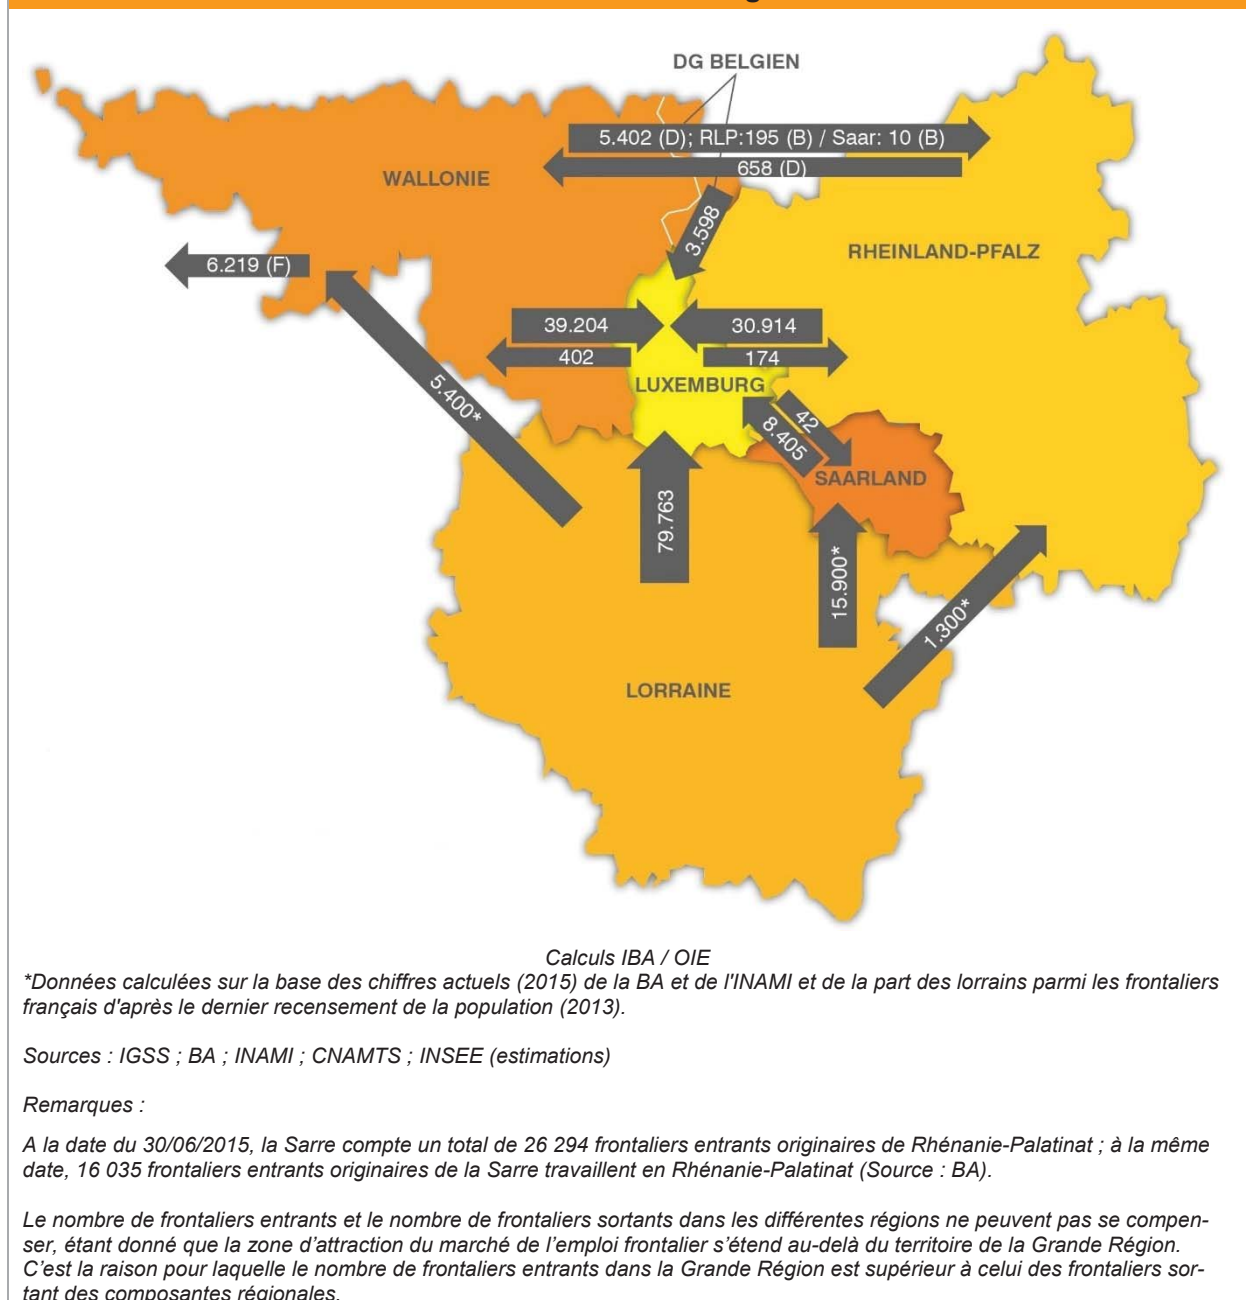 DG BELGIEN
5.402 (D); RLP:195 (B) / Saar: 10 (B)
658 (D)
WALLONIE
3.598
RHEINLAND-PFALZ
6.219 (F)
39.204
30.914
402
174
LUXEMBURG
5.400*
42
8.405
SAARLAND
79.763
15.900*
1.300*
LORRAINE
Calculs IBA / OIE
*Données calculées sur la base des chiffres actuels (2015) de la BA et de l'INAMI et de la part des lorrains parmi les frontaliers
français d'après le dernier recensement de la population (2013).
Sources : IGSS ; BA ; INAMI ; CNAMTS ; INSEE (estimations)
Remarques :
A la date du 30/06/2015, la Sarre compte un total de 26 294 frontaliers entrants originaires de Rhénanie-Palatinat ; à la même
date, 16 035 frontaliers entrants originaires de la Sarre travaillent en Rhénanie-Palatinat (Source : BA).
Le nombre de frontaliers entrants et le nombre de frontaliers sortants dans les différentes régions ne peuvent pas se compen-
ser, étant donné que la zone d’attraction du marché de l’emploi frontalier s’étend au-delà du territoire de la Grande Région.
C’est la raison pour laquelle le nombre de frontaliers entrants dans la Grande Région est supérieur à celui des frontaliers sor-
tant des composantes régionales.